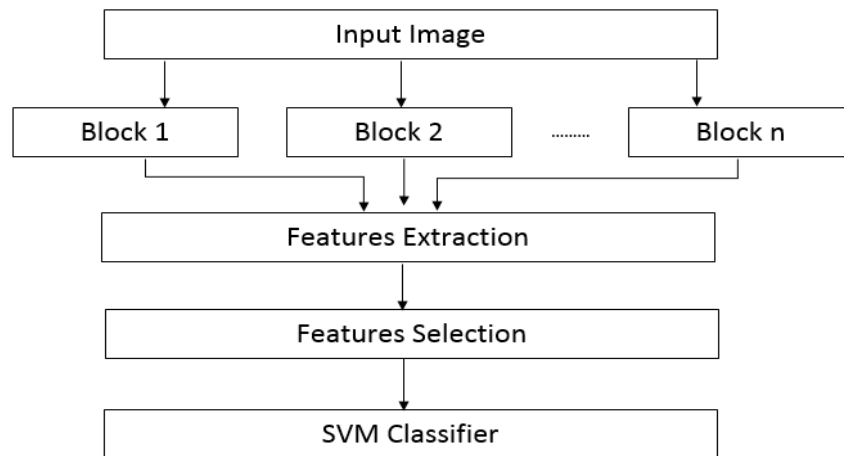 Input Image
Block 1 Block 2 ......... Block n
Features Extraction
Features Selection
SVM Classifier